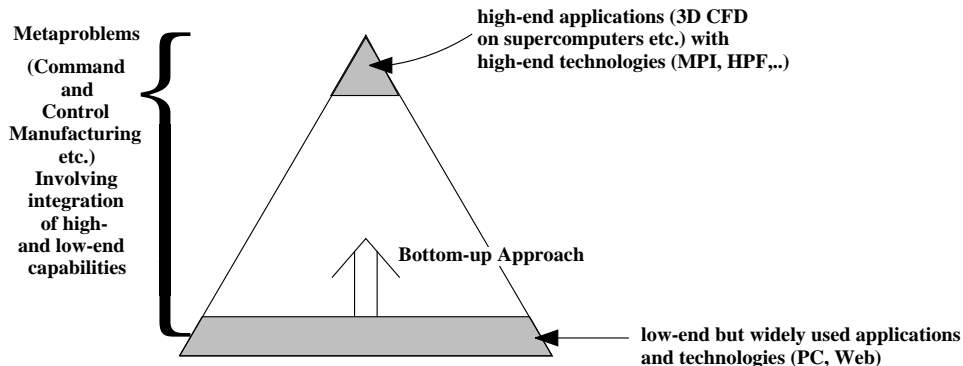 Metaproblems
(Command
and
Control
Manufacturing
etc.)
Involving
integration
of high-
and low-end
capabilities
high-end applications (3D CFD
on supercomputers etc.) with
high-end technologies (MPI, HPF,..)
Bottom-up Approach
low-end but widely used applications
and technologies (PC, Web)